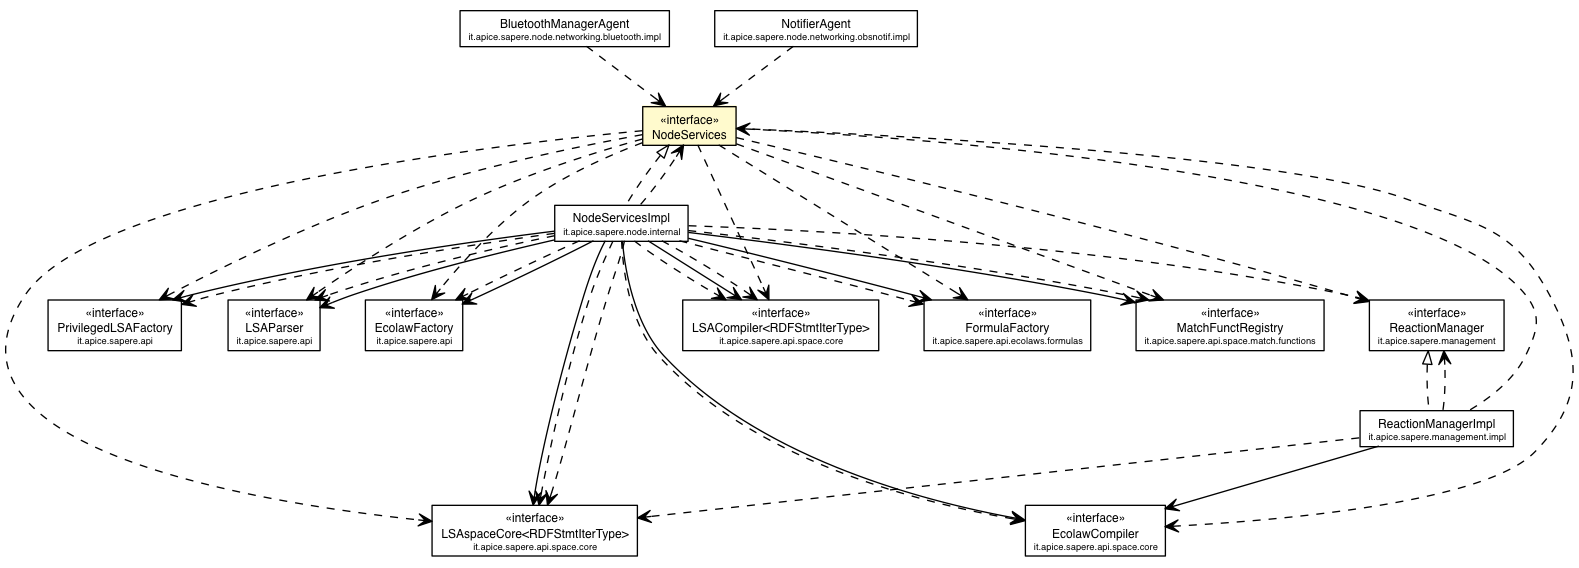 BluetoothManagerAgent
it.apice.sapere.node.networking.bluetooth.impl
NotifierAgent
it.apice.sapere.node.networking.obsnotif.impl
«interface»
NodeServices
NodeServicesImpl
it.apice.sapere.node.internal
«interface»
PrivilegedLSAFactory
it.apice.sapere.api
«interface»
LSAParser
it.apice.sapere.api
«interface»
EcolawFactory
it.apice.sapere.api
«interface»
LSACompiler<RDFStmtIterType>
it.apice.sapere.api.space.core
«interface»
FormulaFactory
it.apice.sapere.api.ecolaws.formulas
«interface»
MatchFunctRegistry
it.apice.sapere.api.space.match.functions
«interface»
ReactionManager
it.apice.sapere.management
ReactionManagerImpl
it.apice.sapere.management.impl
«interface»
LSAspaceCore<RDFStmtIterType>
it.apice.sapere.api.space.core
«interface»
EcolawCompiler
it.apice.sapere.api.space.core